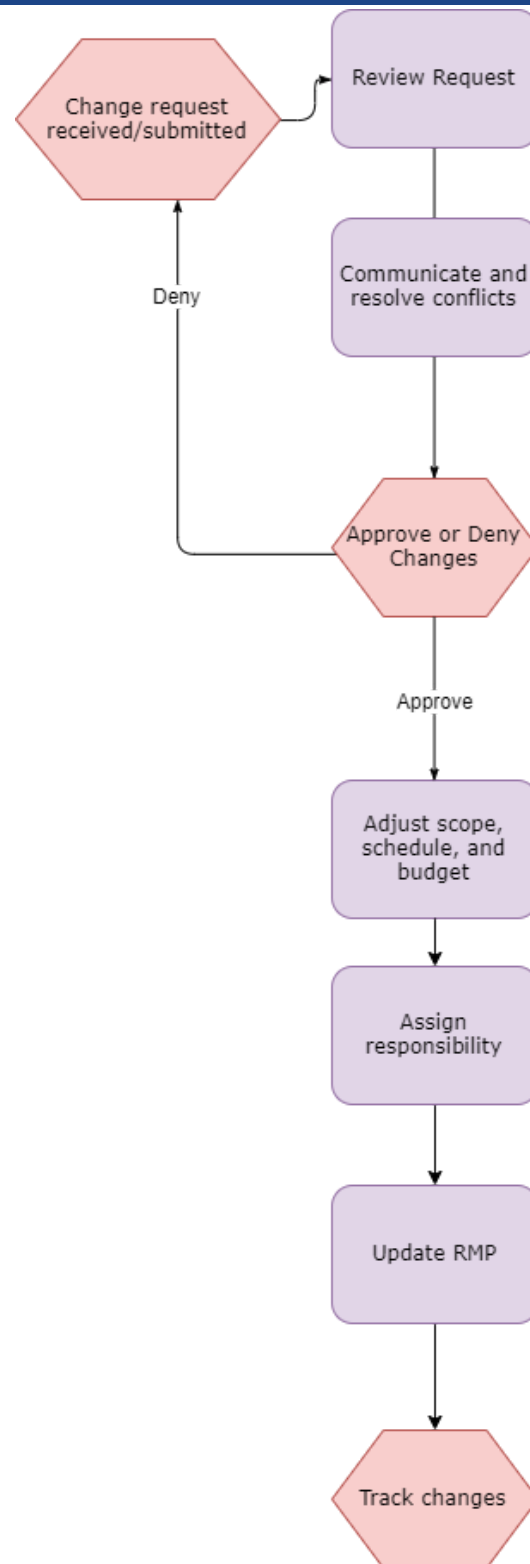 Change request
received/submitted
Review Request
Communicate and
resolve conflicts
Deny
Approve or Deny
Changes
Approve
Adjust scope,
schedule, and
budget
Assign
responsibility
Update RMP
Track changes